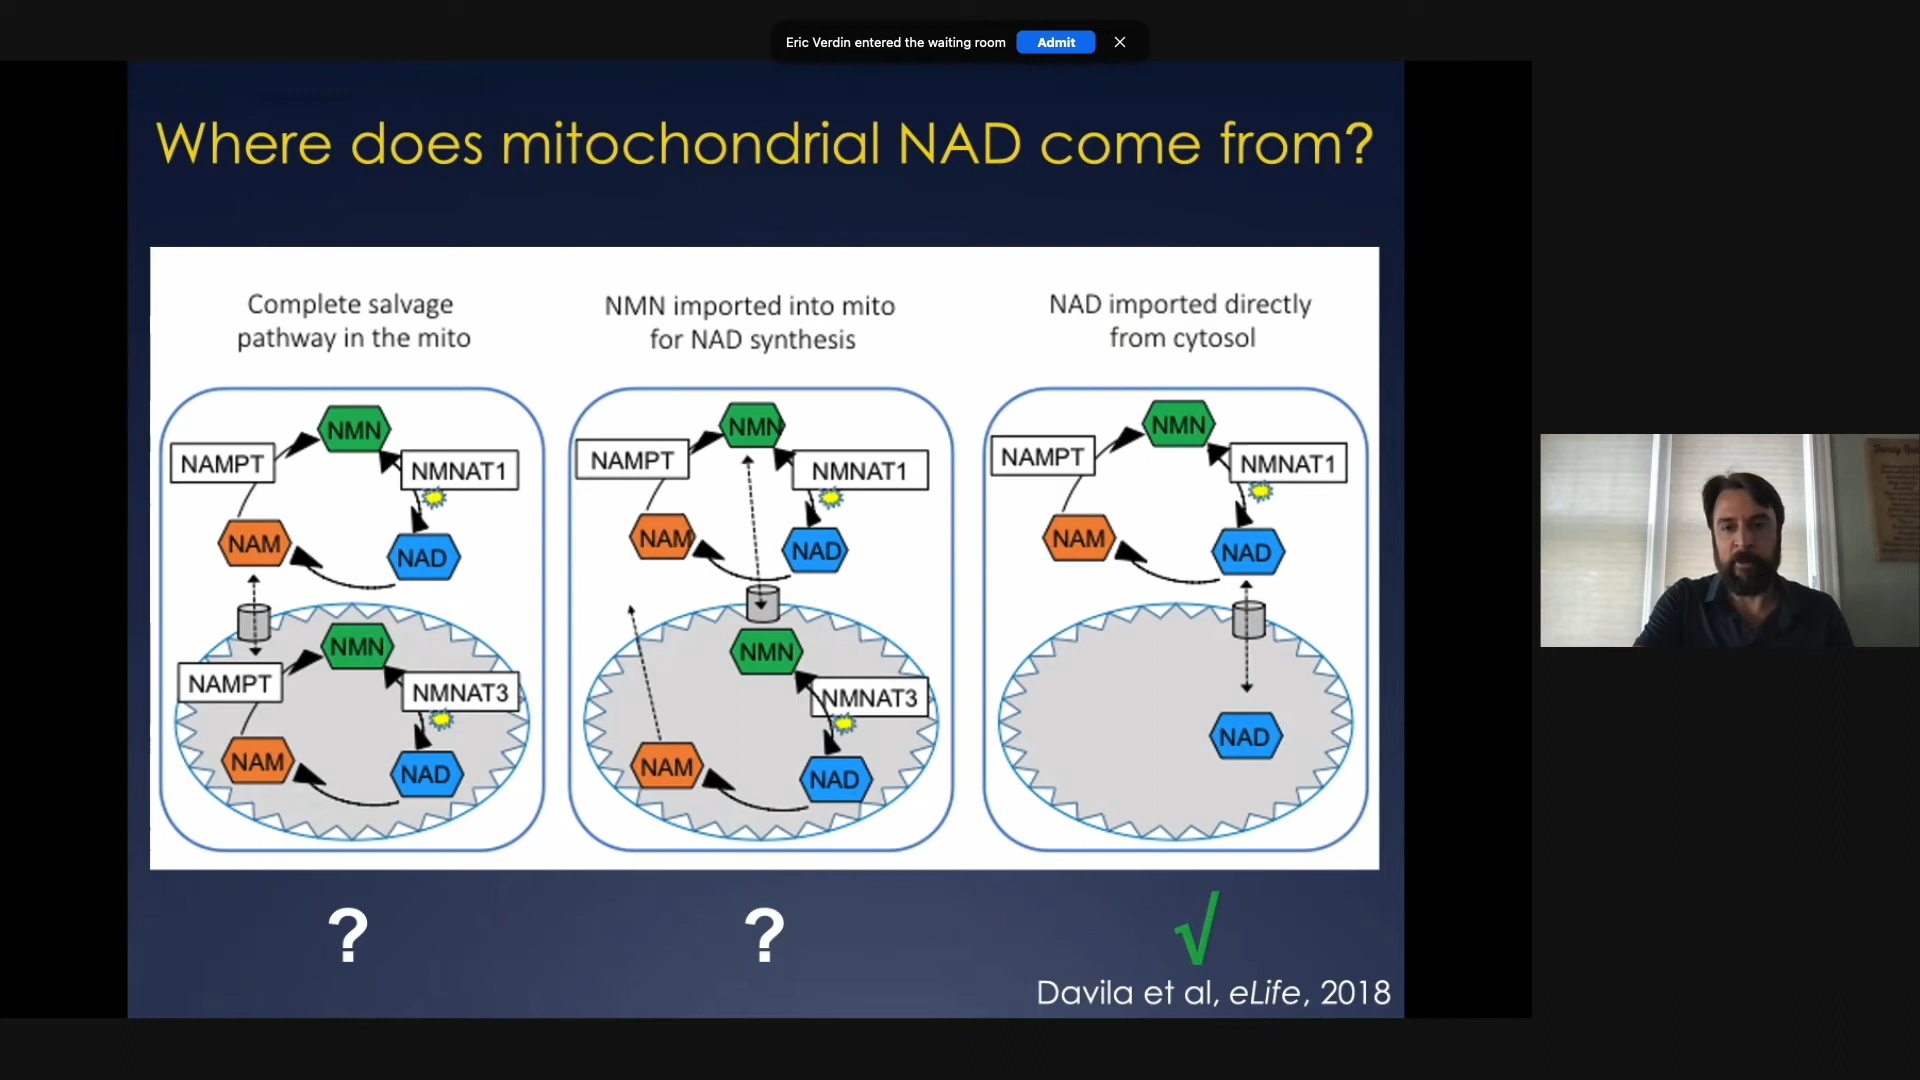 Eric Verdin entered the waiting room
Admit
Where does mitochondrial NAD come from?
Complete salvage
pathway in the mito
NMN imported into mito
for NAD synthesis
NAD imported directly
from cytosol
NMN
NAMPT
NMNAT1
NAM
NAD
NMN
NAMPT
NMNAT3
NAM
NAD
NMN
NAMPT
NMNAT1
NAM
NAD
NMN
NMNAT3
NAM
NAD
NMN
NAMPT
NMNAT1
NAM
NAD
NAD
?
?
√
Davila et al, eLife, 2018